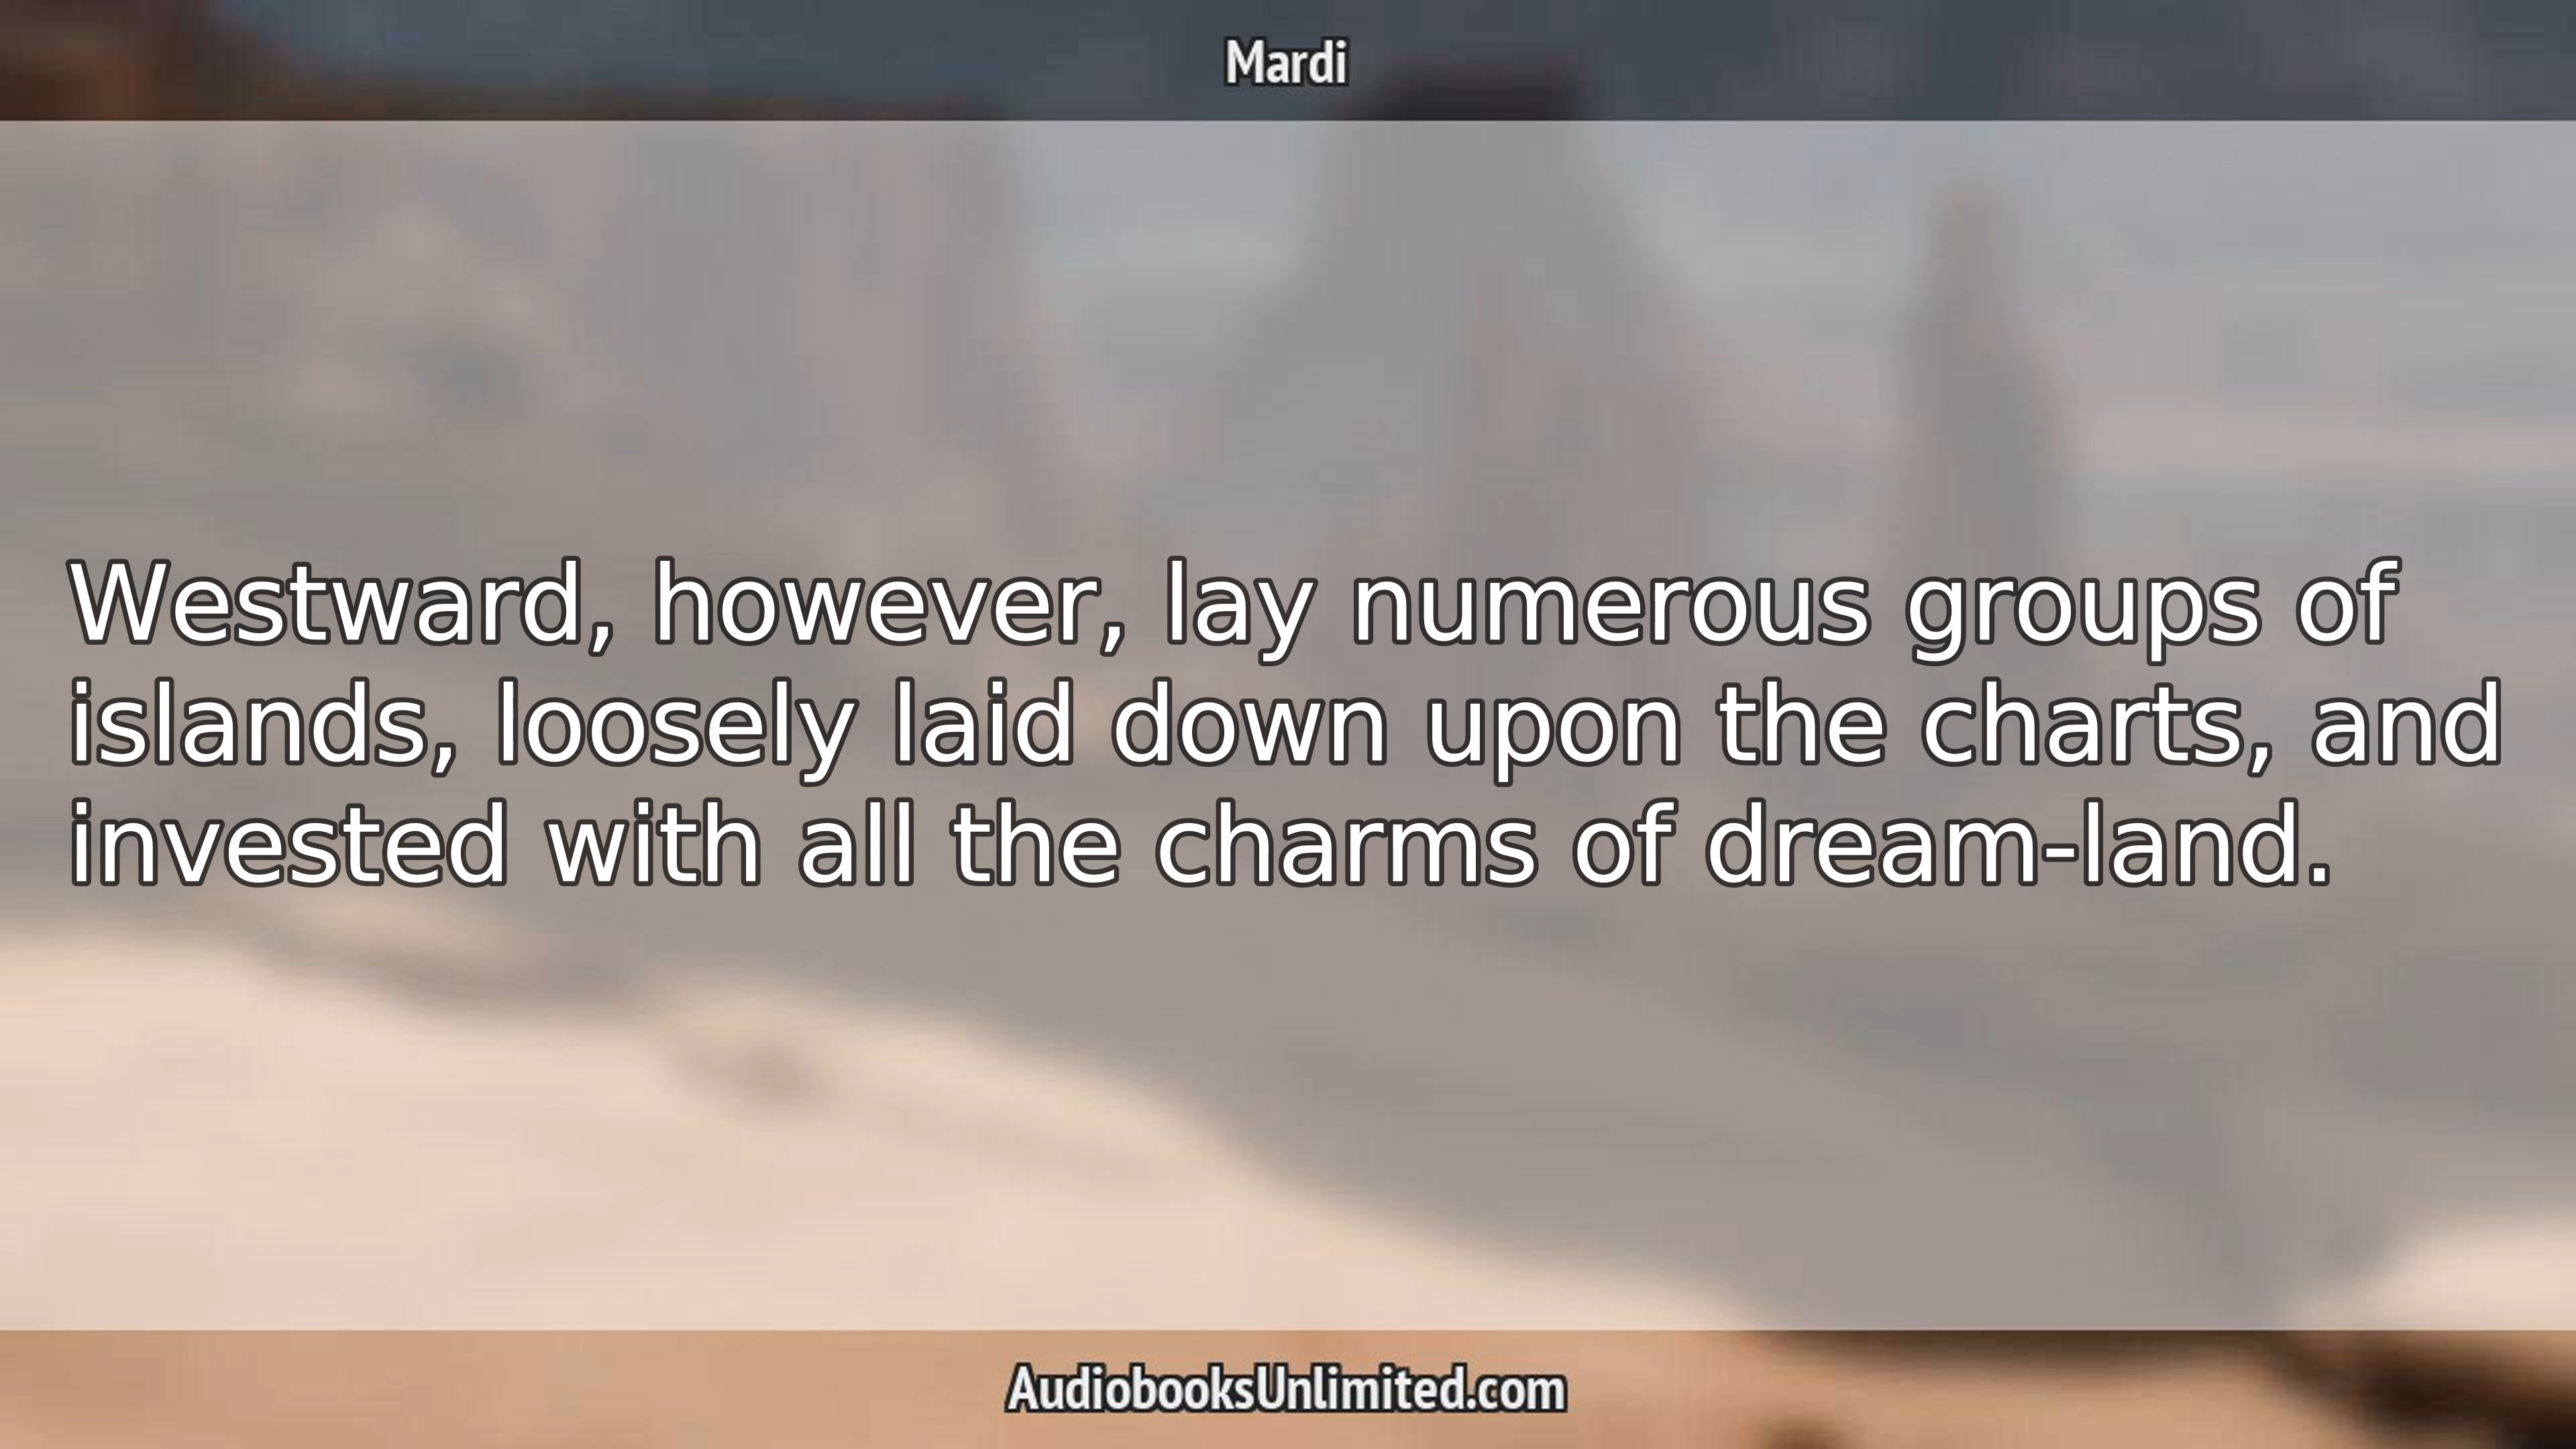 Mardi
Westward, however, lay numerous groups of
islands, loosely laid down upon the charts, and
invested with all the charms of dream-land.
AudiobooksUnlimited.com